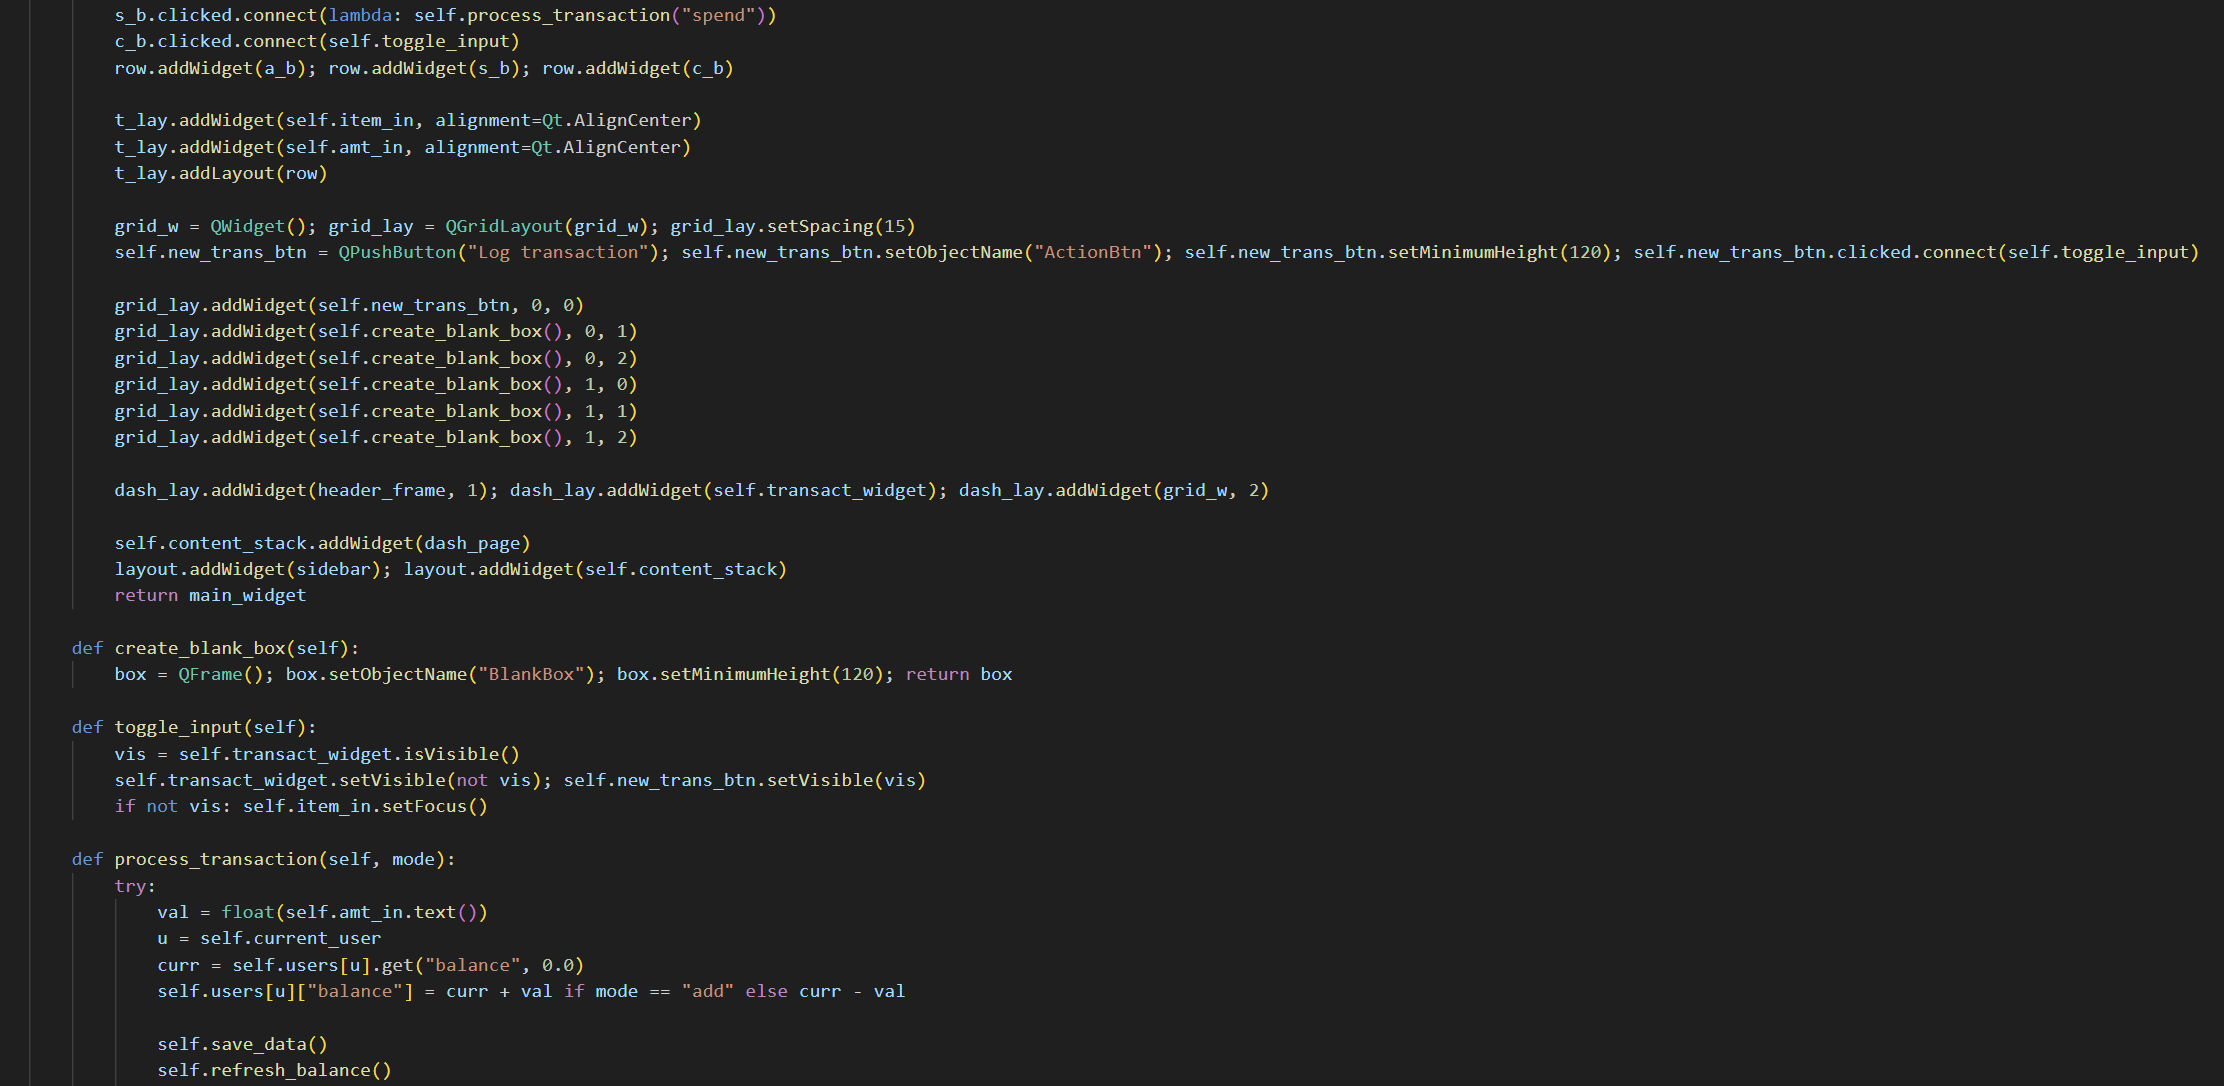 s_b.clicked.connect(lambda: self.process_transaction("spend"))
c_b.clicked.connect(self.toggle_input)
row.addWidget(a_b); row.addWidget(s_b); row.addWidget(c_b)
t_lay.addWidget(self.item_in, alignment=Qt.AlignCenter)
t_lay.addWidget(self.amt_in, alignment=Qt.AlignCenter)
t_lay.addLayout(row)
grid_w = QWidget(); grid_lay = QGridLayout(grid_w); grid_lay.setSpacing(15)
self.new_trans_btn = QPushButton("Log transaction"); self.new_trans_btn.setObjectName("ActionBtn"); self.new_trans_btn.setMinimumHeight(120); self.new_trans_btn.clicked.connect(self.toggle_input)
grid_lay.addWidget(self.new_trans_btn, 0, 0)
grid_lay.addWidget(self.create_blank_box(), 0, 1)
grid_lay.addWidget(self.create_blank_box(), 0, 2)
grid_lay.addWidget(self.create_blank_box(), 1, 0)
grid_lay.addWidget(self.create_blank_box(), 1, 1)
grid_lay.addWidget(self.create_blank_box(), 1, 2)
dash_lay.addWidget(header_frame, 1); dash_lay.addWidget(self.transact_widget); dash_lay.addWidget(grid_w, 2)
self.content_stack.addWidget(dash_page)
layout.addWidget(sidebar); layout.addWidget(self.content_stack)
return main_widget
def create_blank_box(self):
box = QFrame(); box.setObjectName("BlankBox"); box.setMinimumHeight(120); return box
def toggle_input(self):
vis = self.transact_widget.isVisible()
self.transact_widget.setVisible(not vis); self.new_trans_btn.setVisible(vis)
if not vis: self.item_in.setFocus()
def process_transaction(self, mode):
try:
val = float(self.amt_in.text())
u = self.current_user
curr = self.users[u].get("balance", 0.0)
self.users[u]["balance"] = curr + val if mode == "add" else curr - val
self.save_data()
self.refresh_balance()